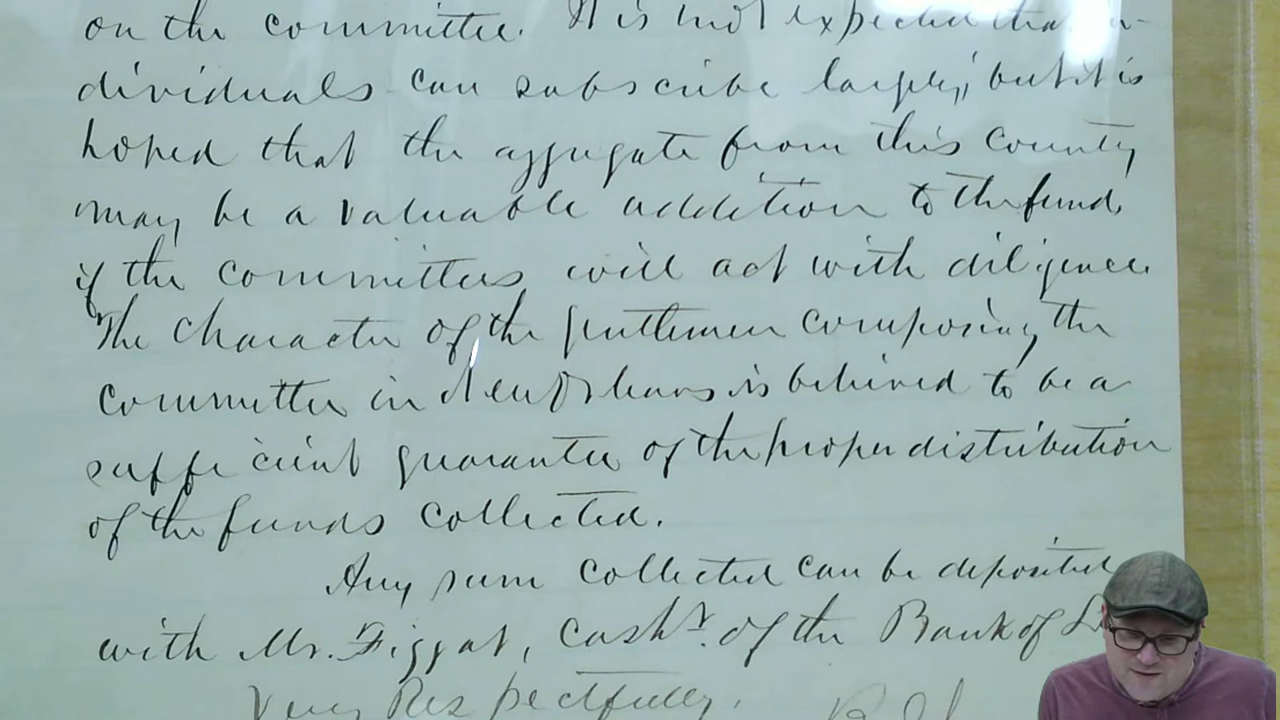 on the committee. It is not expected that in-
dividuals can subscribe largely; but it is
hoped that the aggregate from this County
may be a valuable addition to the fund,
if the committees will act with diligence.
The character of the gentlemen composing the
committee in New Orleans is believed to be a
sufficient guarantee of the proper distribution
of the funds collected.
Any sum collected can be deposited
with Mr. Figgat, Cashr. of the Bank of
Very Respectfully,